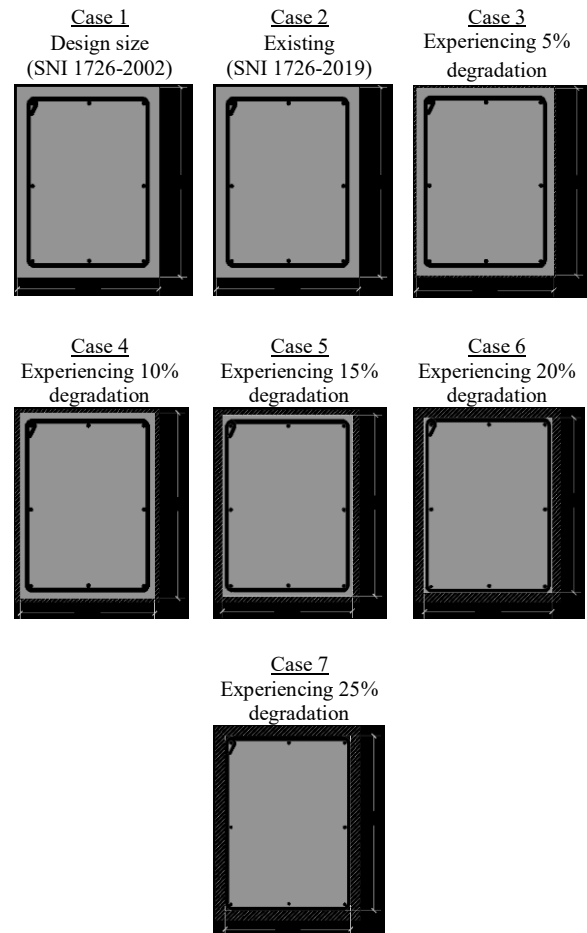 Case 1
Design size
(SNI 1726-2002)
Case 2
Existing
(SNI 1726-2019)
Case 3
Experiencing 5%
degradation
Case 4
Experiencing 10%
degradation
Case 5
Experiencing 15%
degradation
Case 6
Experiencing 20%
degradation
Case 7
Experiencing 25%
degradation